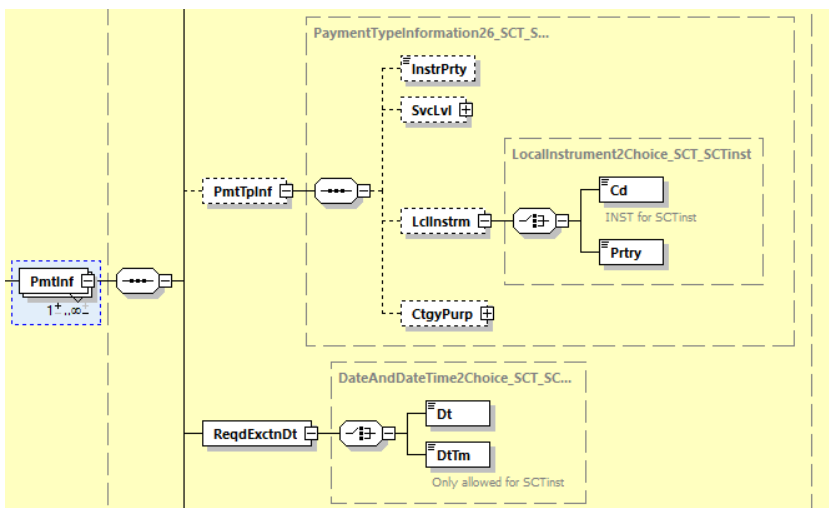 PaymentTypeInformation26_SCT_S...
InstrPrty
SvcLvl
LocalInstrument2Choice_SCT_SCTinst
PmtTpInf
Cd
LclInstrm
INST for SCTinst
Prtry
PmtInf
1..∞
CtgyPurp
DateAndDateTime2Choice_SCT_SC...
Dt
ReqdExctnDt
DtTm
Only allowed for SCTinst